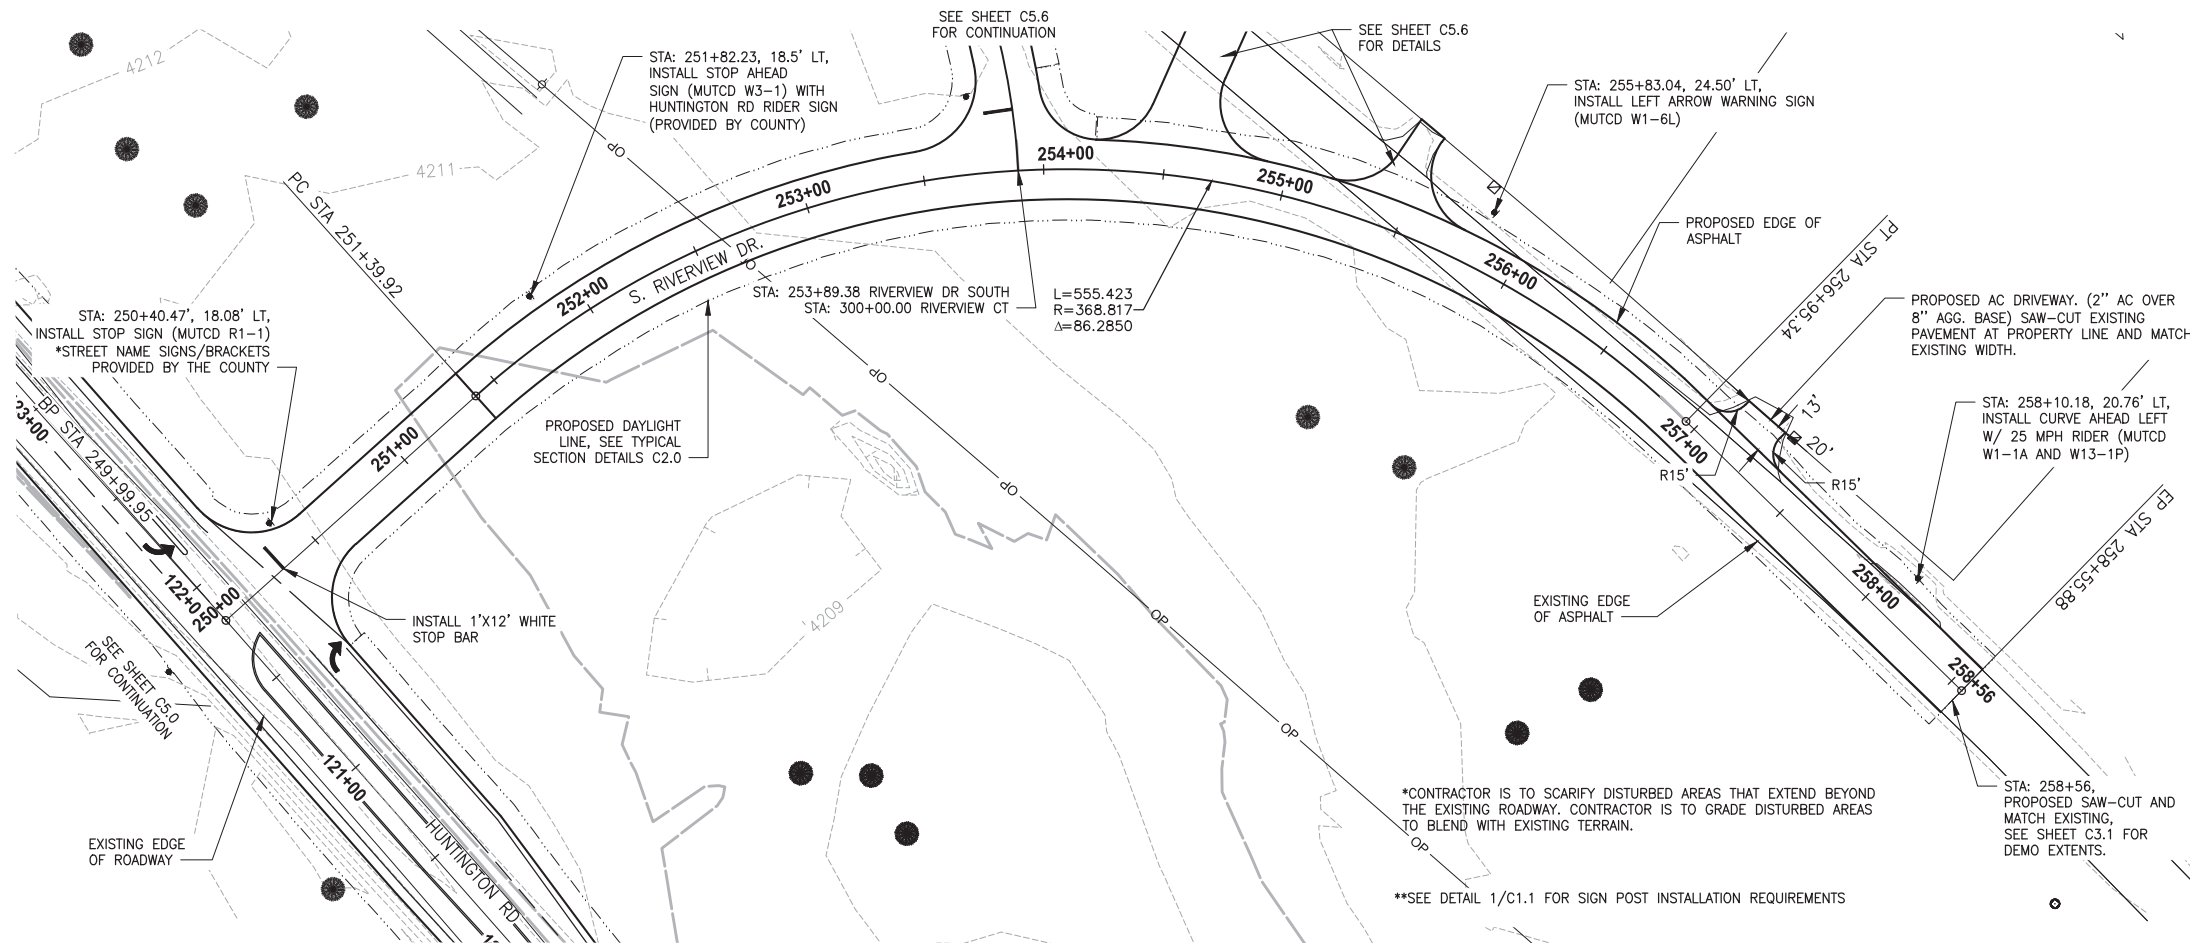 SEE SHEET C5.6
FOR CONTINUATION
SEE SHEET C5.6
FOR DETAILS
4212
STA: 251+82.23, 18.5' LT,
INSTALL STOP AHEAD
SIGN (MUTCD W3-1) WITH
HUNTINGTON RD RIDER SIGN
(PROVIDED BY COUNTY)
STA: 255+83.04, 24.50' LT,
INSTALL LEFT ARROW WARNING SIGN
(MUTCD W1-6L)
OP
4211
254+00
253+00
255+00
PC STA 251+39.92
PROPOSED EDGE OF
ASPHALT
PT STA 256+95.34
S. RIVERVIEW DR.
OP
252+00
256+00
STA: 253+89.38 RIVERVIEW DR SOUTH
STA: 300+00.00 RIVERVIEW CT
L=555.423
R=368.817
Δ=86.2850
PROPOSED AC DRIVEWAY. (2" AC OVER
8" AGG. BASE) SAW-CUT EXISTING
PAVEMENT AT PROPERTY LINE AND MATCH
EXISTING WIDTH.
STA: 250+40.47', 18.08' LT,
INSTALL STOP SIGN (MUTCD R1-1)
*STREET NAME SIGNS/BRACKETS
PROVIDED BY THE COUNTY
OP
13'
20'
STA: 258+10.18, 20.76' LT,
INSTALL CURVE AHEAD LEFT
W/ 25 MPH RIDER (MUTCD
W1-1A AND W13-1P)
23+00
BP STA 249+99.95
251+00
PROPOSED DAYLIGHT
LINE, SEE TYPICAL
SECTION DETAILS C2.0
257+00
R15'
R15'
OP
EP STA 258+55.88
122+0
250+00
258+00
EXISTING EDGE
OF ASPHALT
INSTALL 1'X12' WHITE
STOP BAR
4209
OP
SEE SHEET C5.0
FOR CONTINUATION
258+56
OP
121+00
*CONTRACTOR IS TO SCARIFY DISTURBED AREAS THAT EXTEND BEYOND
THE EXISTING ROADWAY. CONTRACTOR IS TO GRADE DISTURBED AREAS
TO BLEND WITH EXISTING TERRAIN.
STA: 258+56,
PROPOSED SAW-CUT AND
MATCH EXISTING,
SEE SHEET C3.1 FOR
DEMO EXTENTS.
EXISTING EDGE
OF ROADWAY
HUNTINGTON RD
OP
**SEE DETAIL 1/C1.1 FOR SIGN POST INSTALLATION REQUIREMENTS